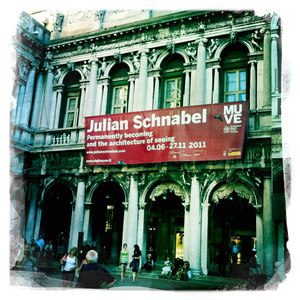 Julian Schnabel
Permanently becoming
and the architecture of seeing
04.06-27.11 2011
MU
VE